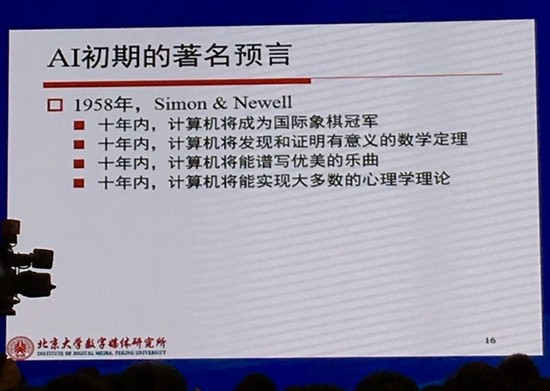 AI初期的著名预言
1958年，Simon & Newell
十年内，计算机将成为国际象棋冠军
十年内，计算机将发现和证明有意义的数学定理
十年内，计算机将能谱写优美的乐曲
十年内，计算机将能实现大多数的心理学理论
北京大学数字媒体研究所
INSTITUTE OF DIGITAL MEDIA, PEKING UNIVERSITY
16